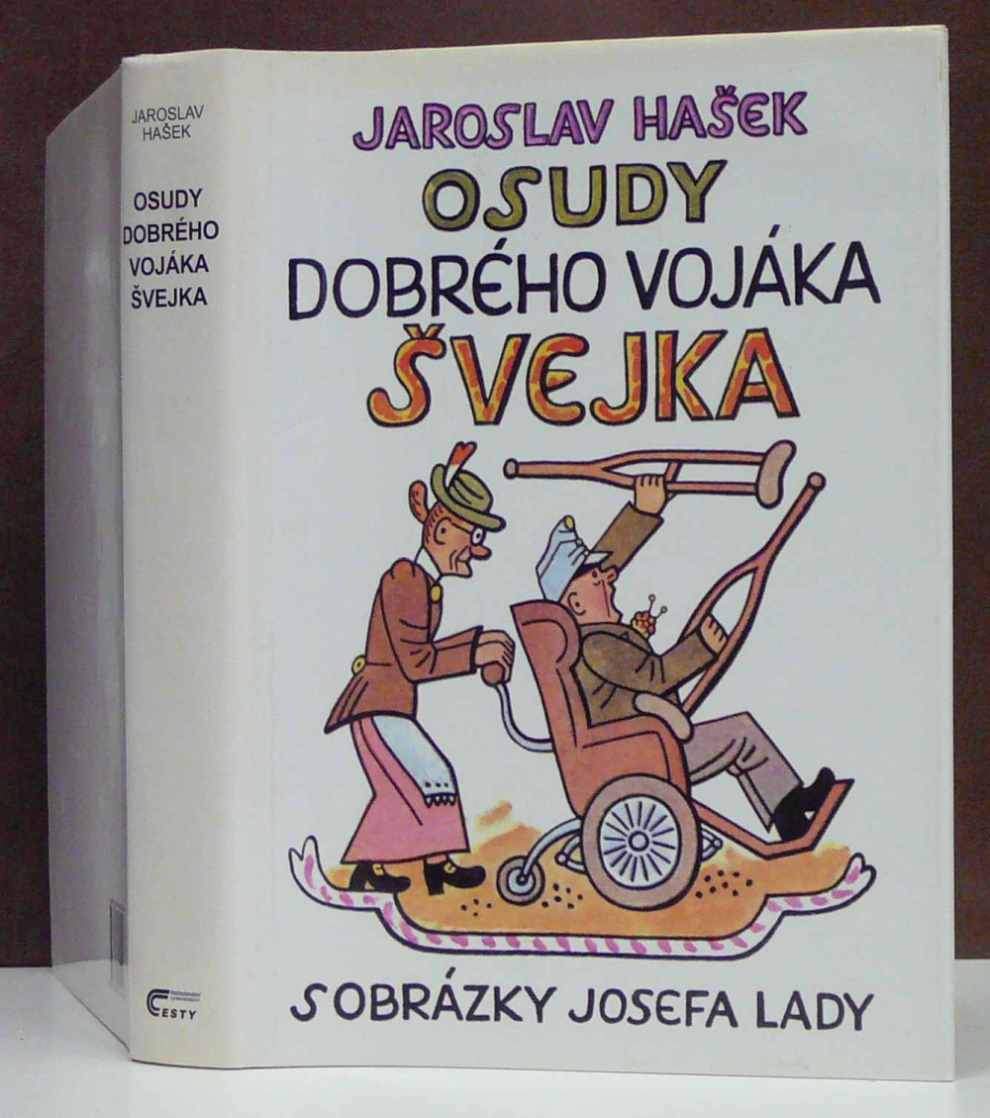 JAROSLAV
HAŠEK
OSUDY
DOBRÉHO
VOJÁKA
ŠVEJKA
CESTY
JAROSLAV HAŠEK
OSUDY
DOBRÉHO VOJÁKA
ŠVEJKA
S OBRÁZKY JOSEFA LADY